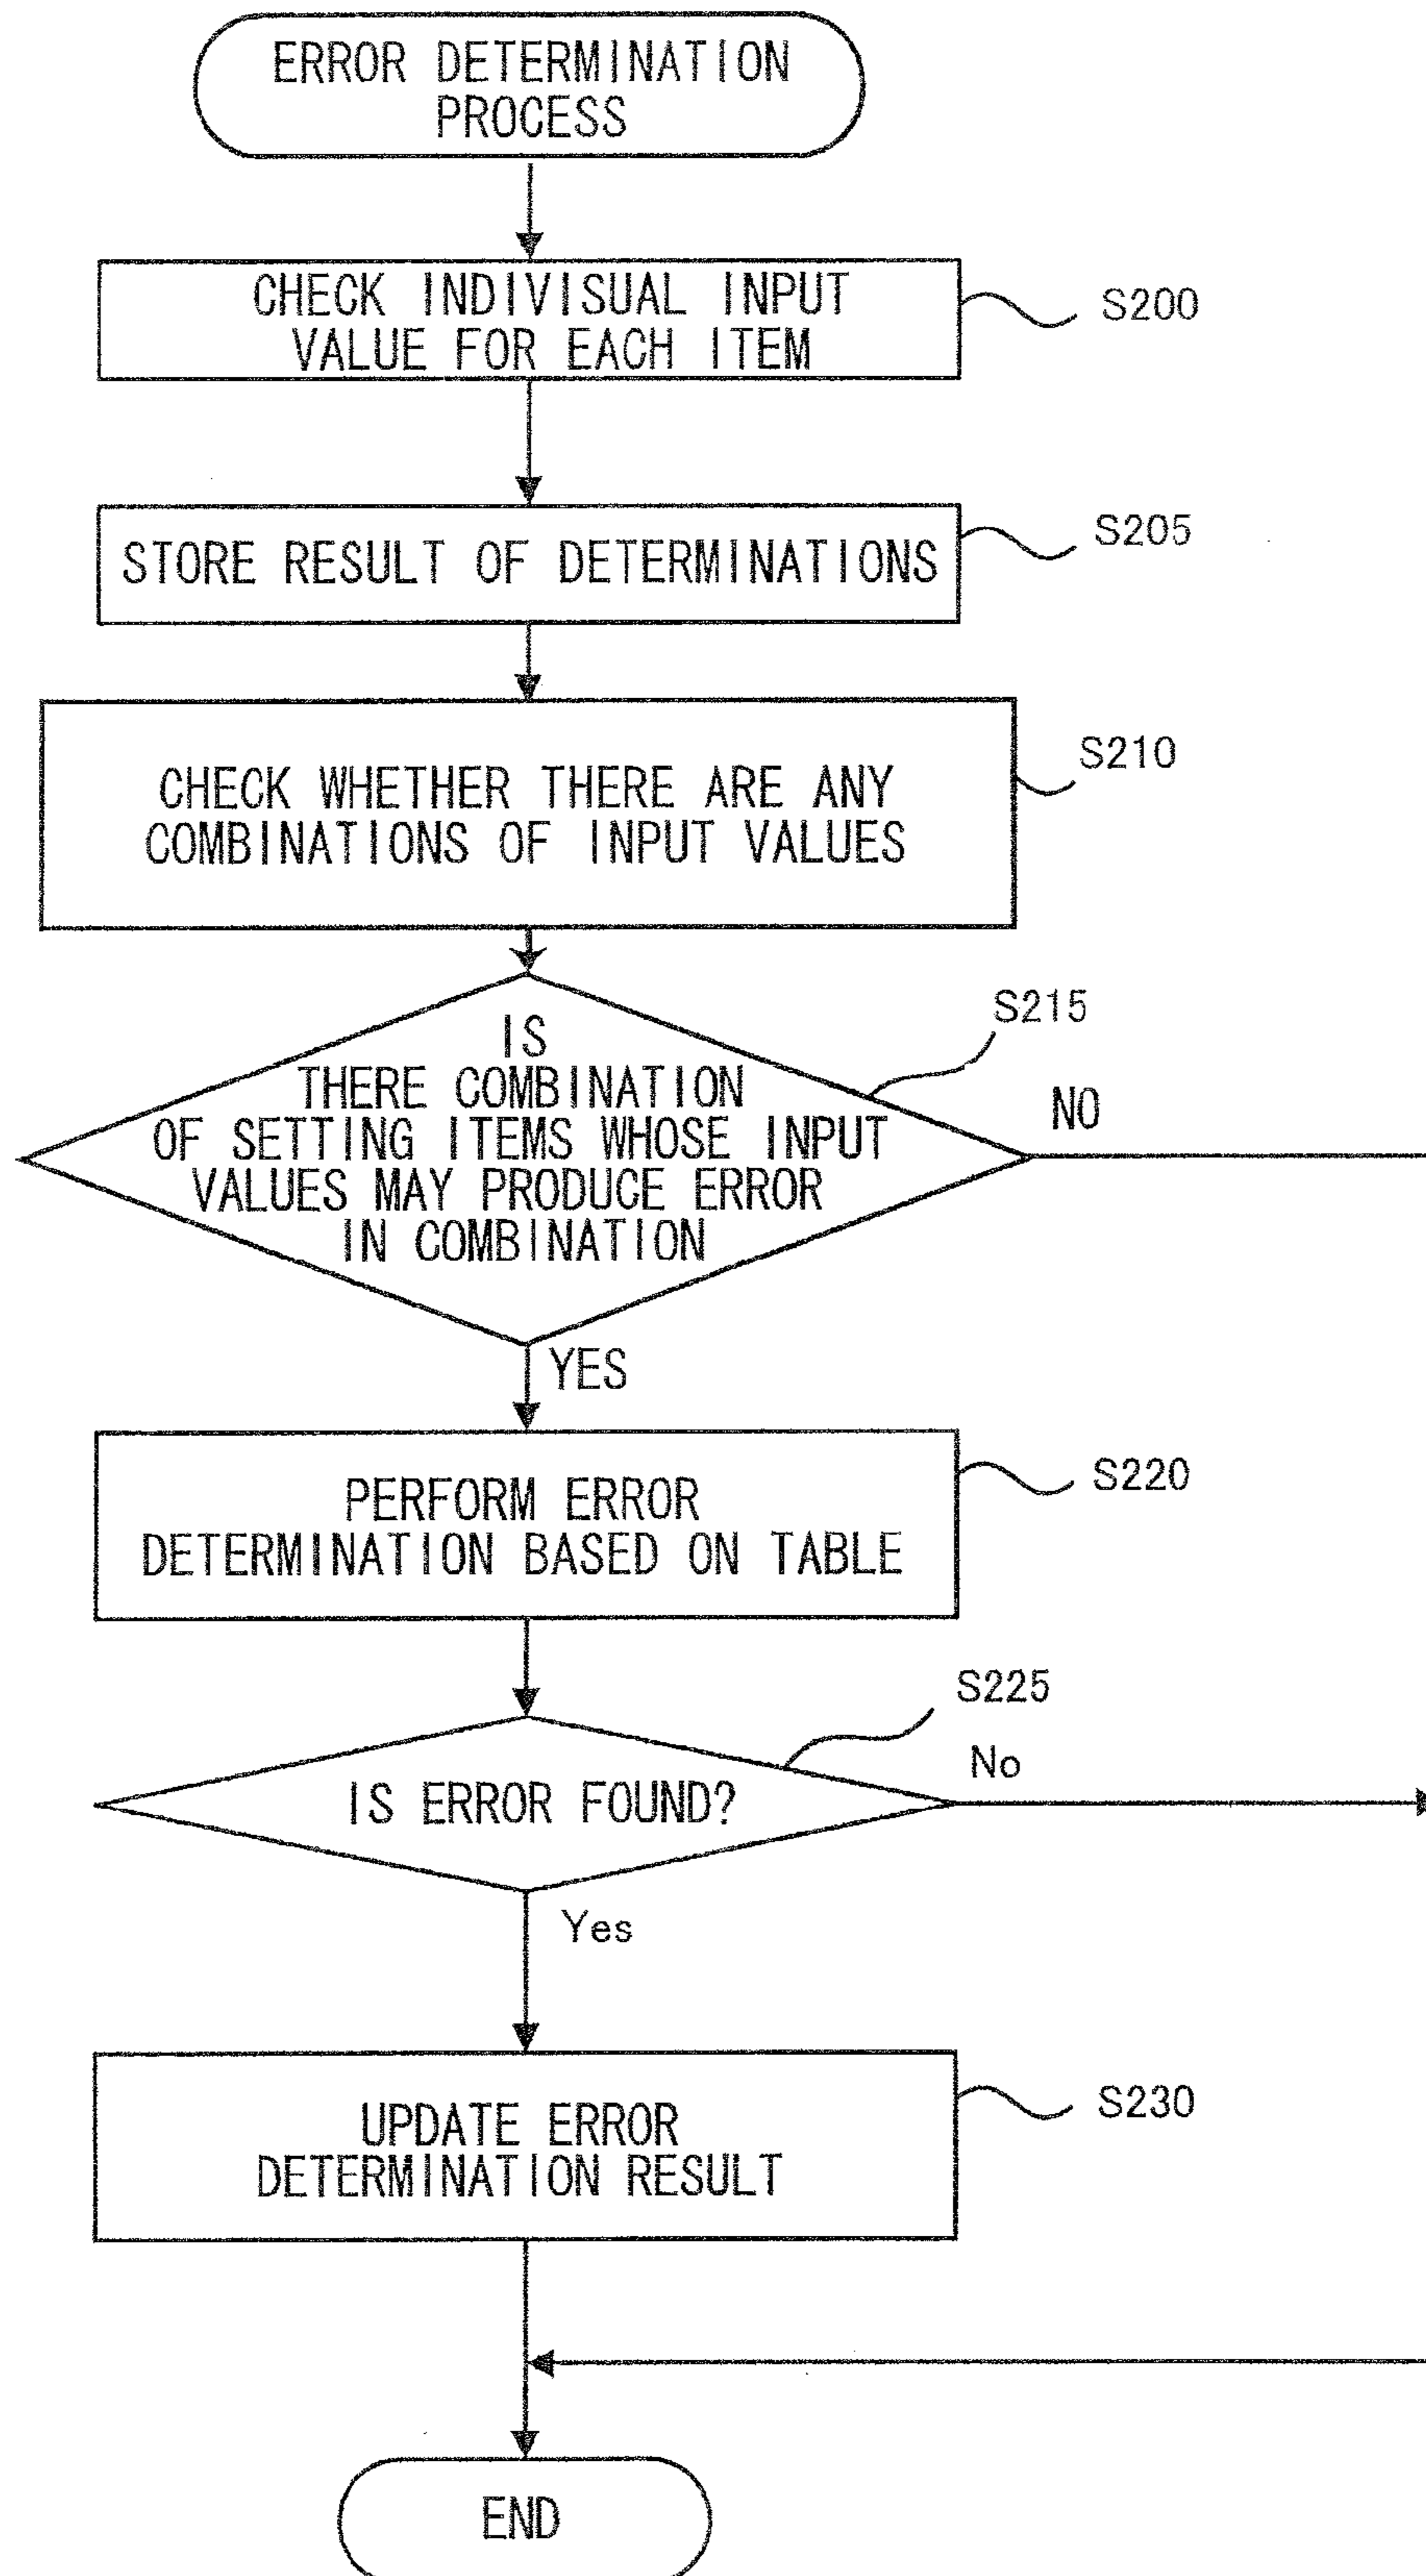 ERROR DETERMINATION
PROCESS
CHECK INDIVISUAL INPUT
VALUE FOR EACH ITEM
S200
STORE RESULT OF DETERMINATIONS
S205
CHECK WHETHER THERE ARE ANY
COMBINATIONS OF INPUT VALUES
S210
IS
THERE COMBINATION
OF SETTING ITEMS WHOSE INPUT
VALUES MAY PRODUCE ERROR
IN COMBINATION
S215
NO
YES
PERFORM ERROR
DETERMINATION BASED ON TABLE
S220
IS ERROR FOUND?
S225
No
Yes
UPDATE ERROR
DETERMINATION RESULT
S230
END